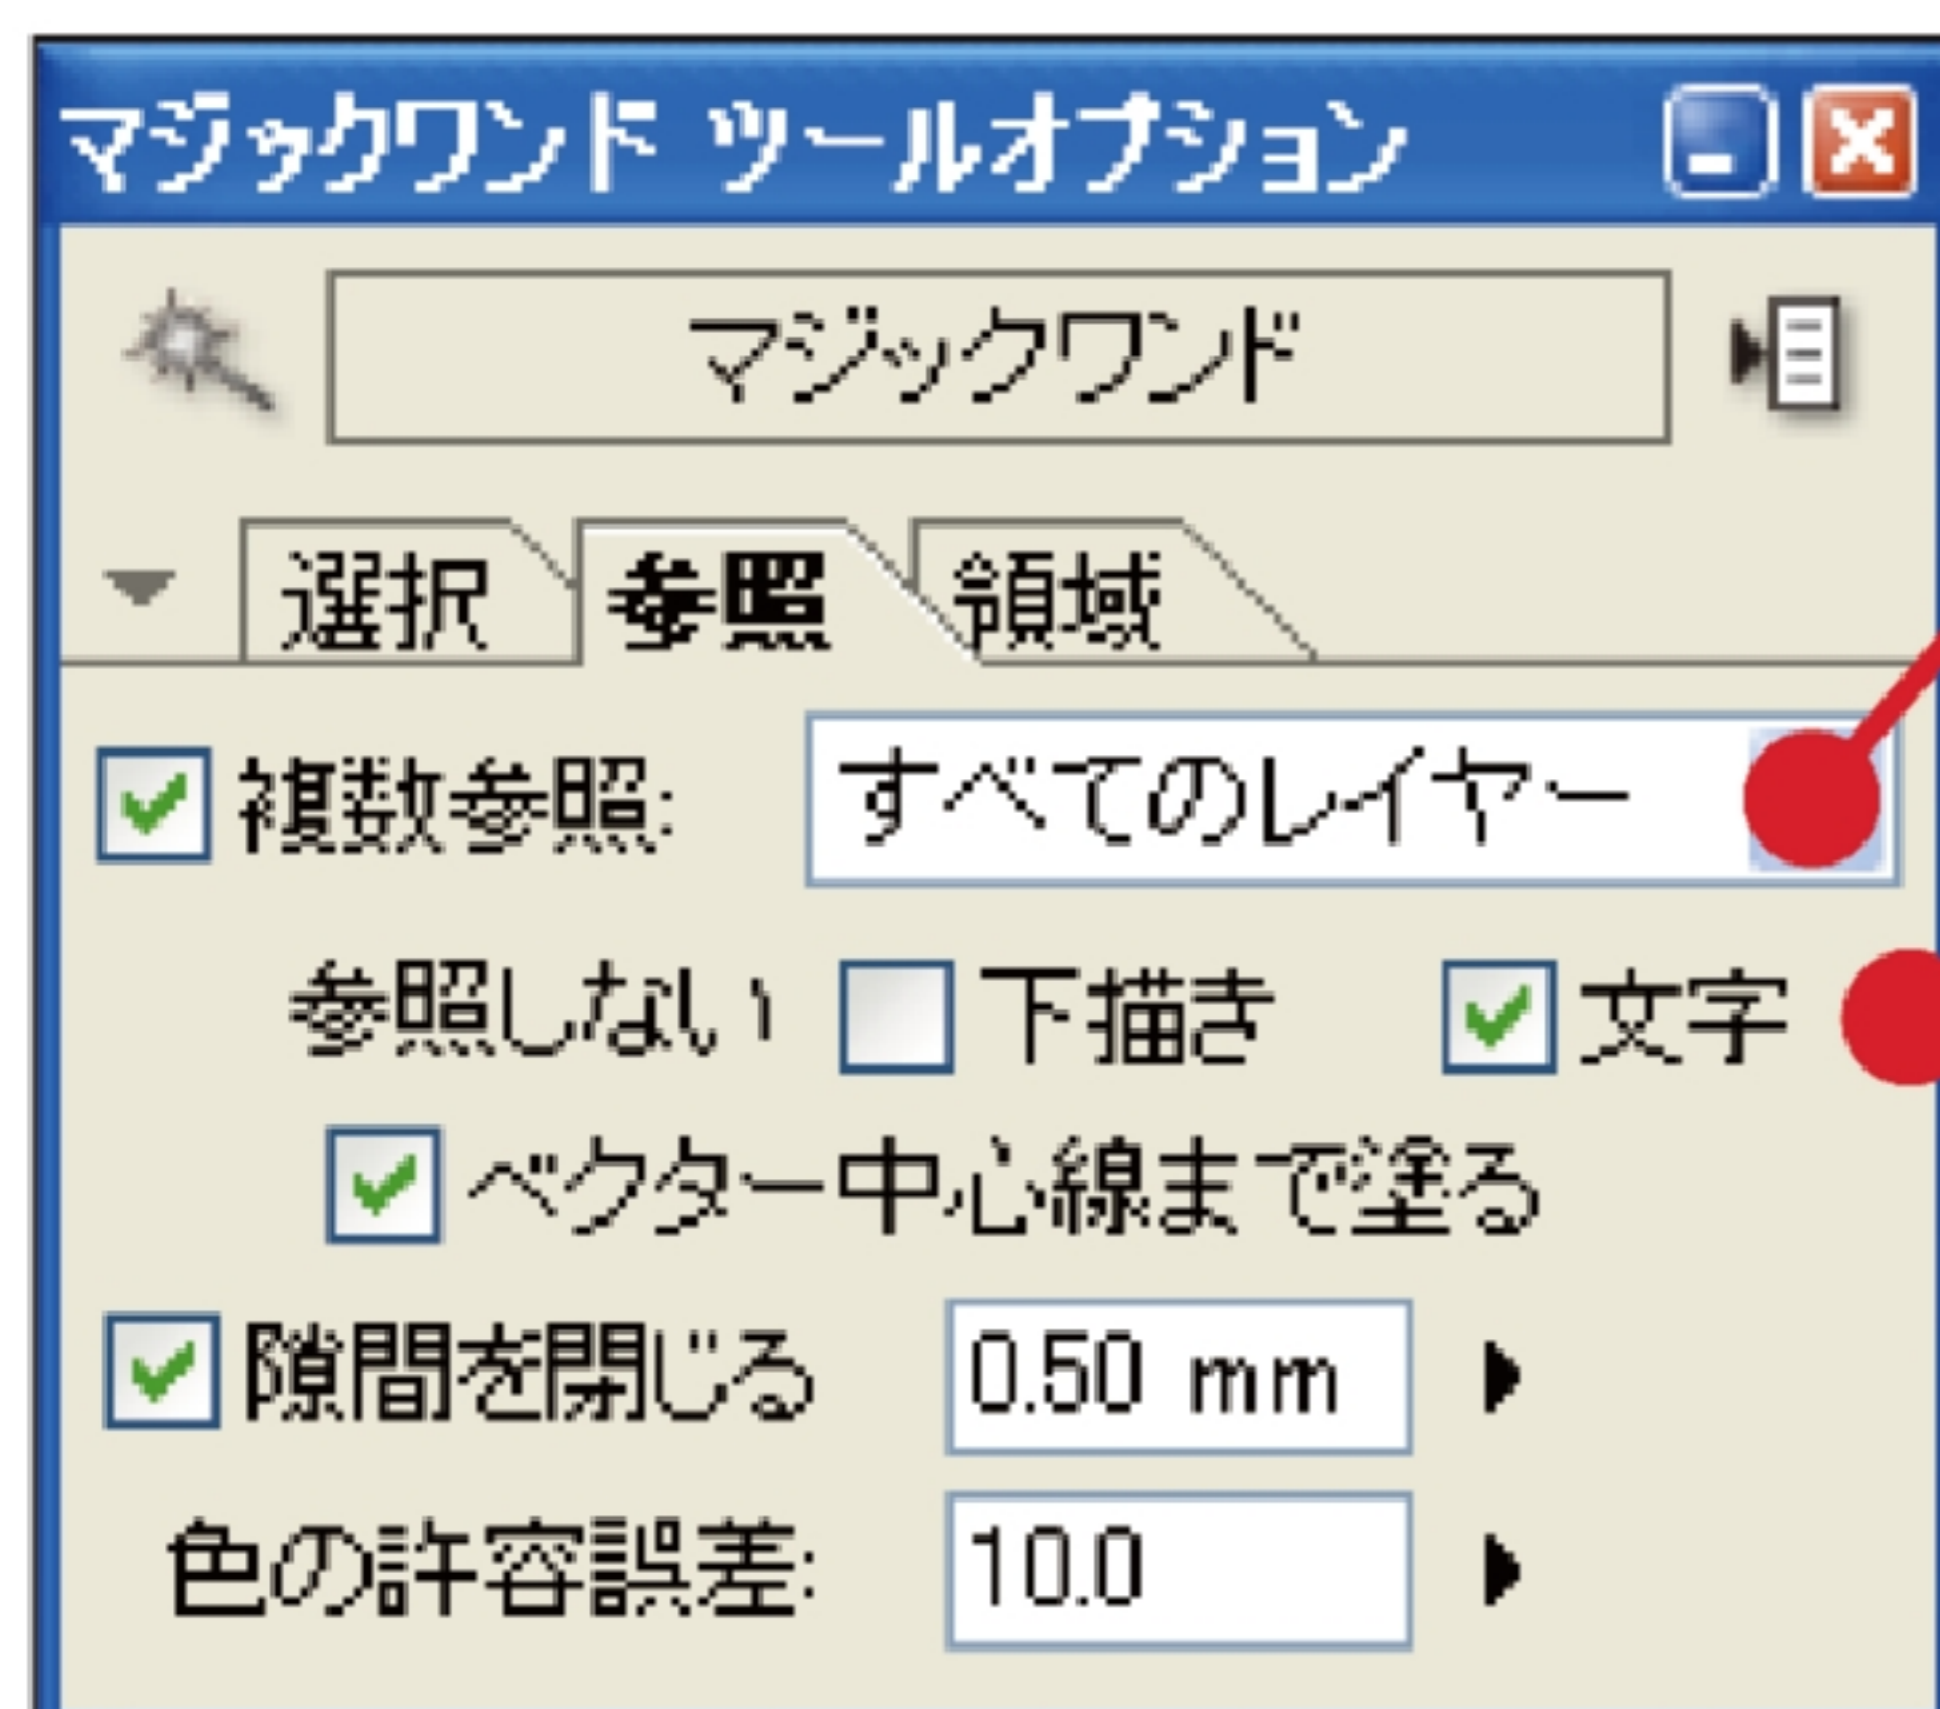 マジックワンド ツールオプション
マジックワンド
選択 参照 領域
複数参照: すべてのレイヤー
参照しない 下描き 文字
ベクター中心線まで塗る
隙間を閉じる 0.50 mm
色の許容誤差: 10.0